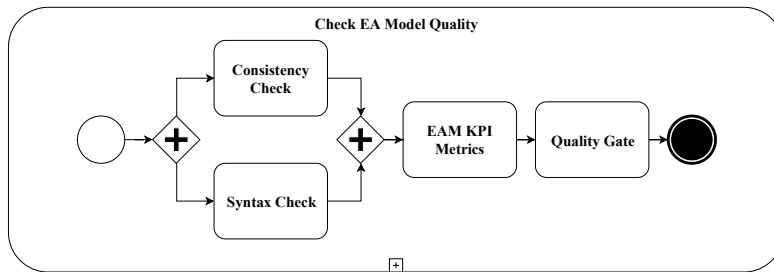 Check EA Model Quality
Consistency
Check
EAM KPI
Metrics
Quality Gate
Syntax Check